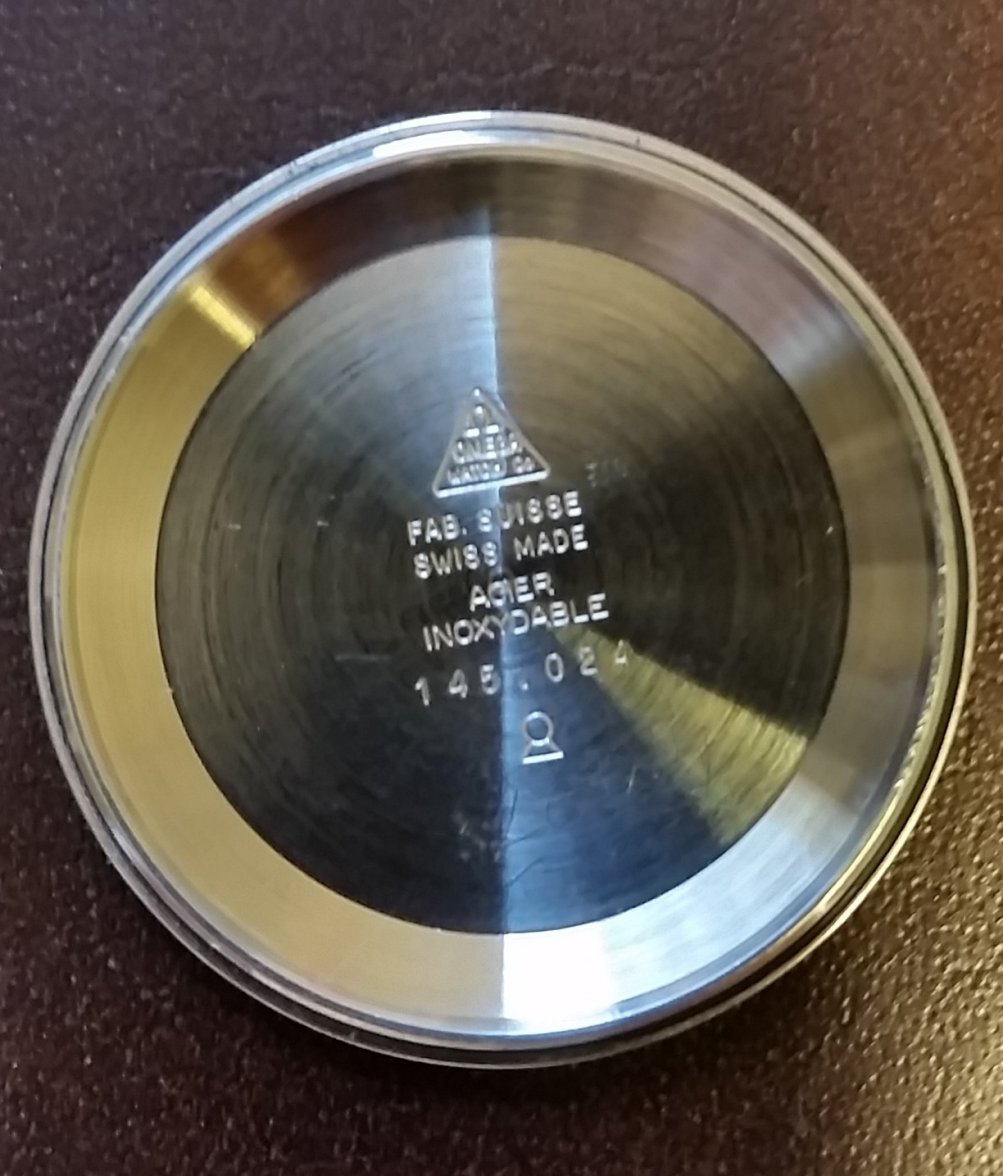 Ω
OMEGA
WATCH CO
FAB. SUISSE
SWISS MADE
ACIER
INOXYDABLE
145.024